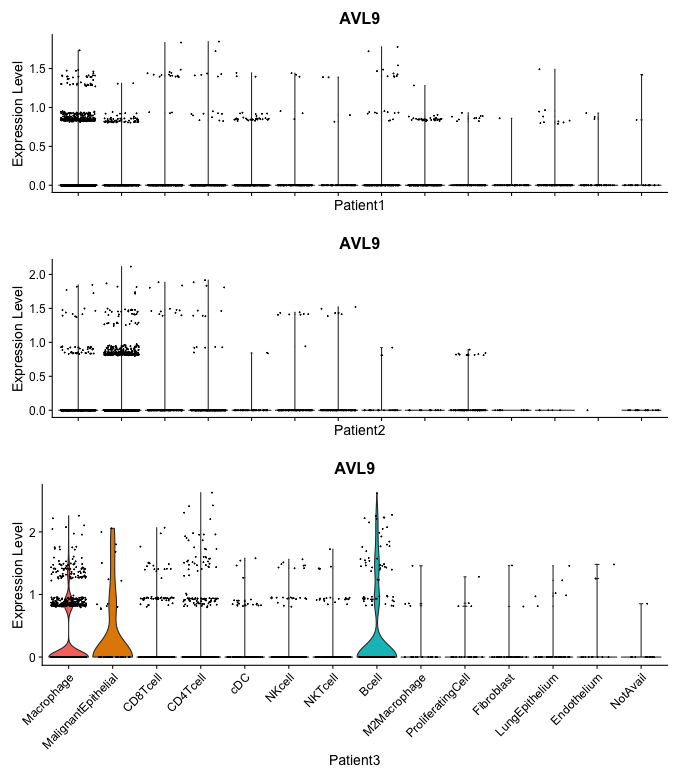 AVL9
Expression Level
1.5
1.0
0.5
0.0
Patient1
AVL9
Expression Level
2.0
1.5
1.0
0.5
0.0
Patient2
AVL9
Expression Level
2
1
0
Macrophage
MalignantEpithelial
CD8Tcell
CD4Tcell
cDC
NKcell
NKTcell
Bcell
M2Macrophage
ProliferatingCell
Fibroblast
LungEpithelium
Endothelium
NotAvail
Patient3